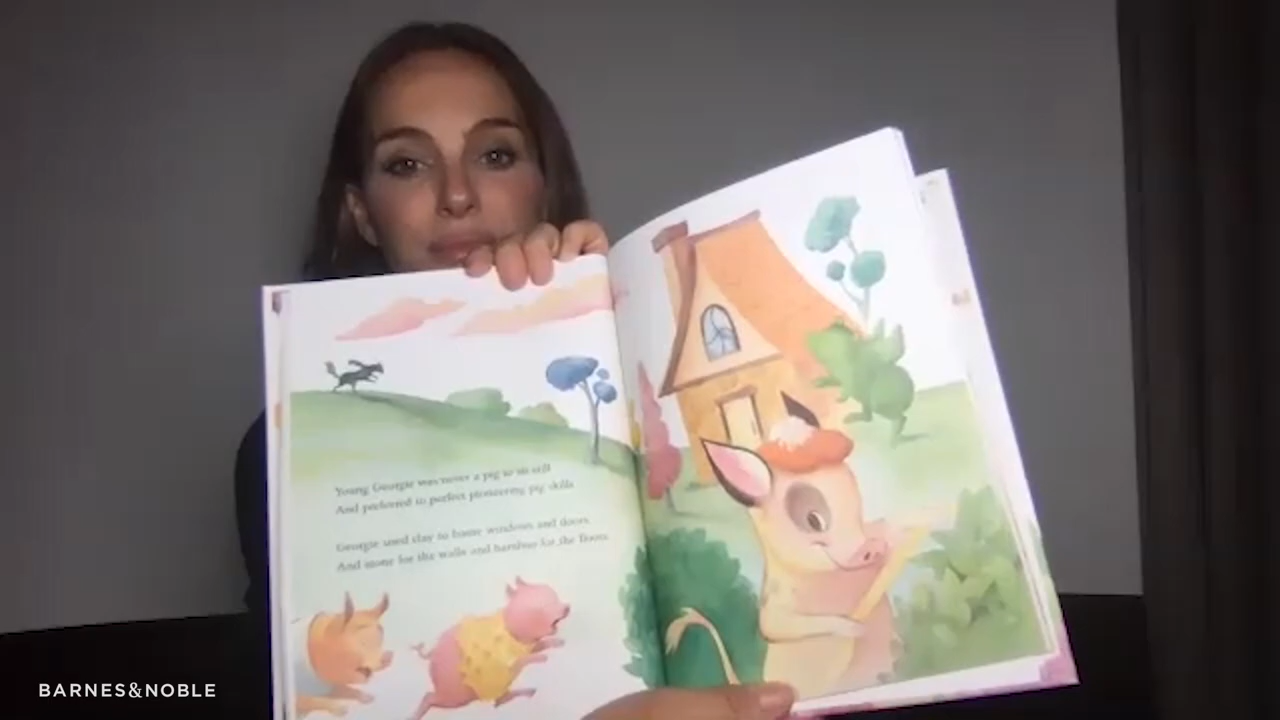 Young Georgie was never a pig to sit still
And preferred to perfect pioneering pig skills.
Georgie used clay to frame windows and doors,
And stone for the walls and bamboo for the floors.
BARNES&NOBLE